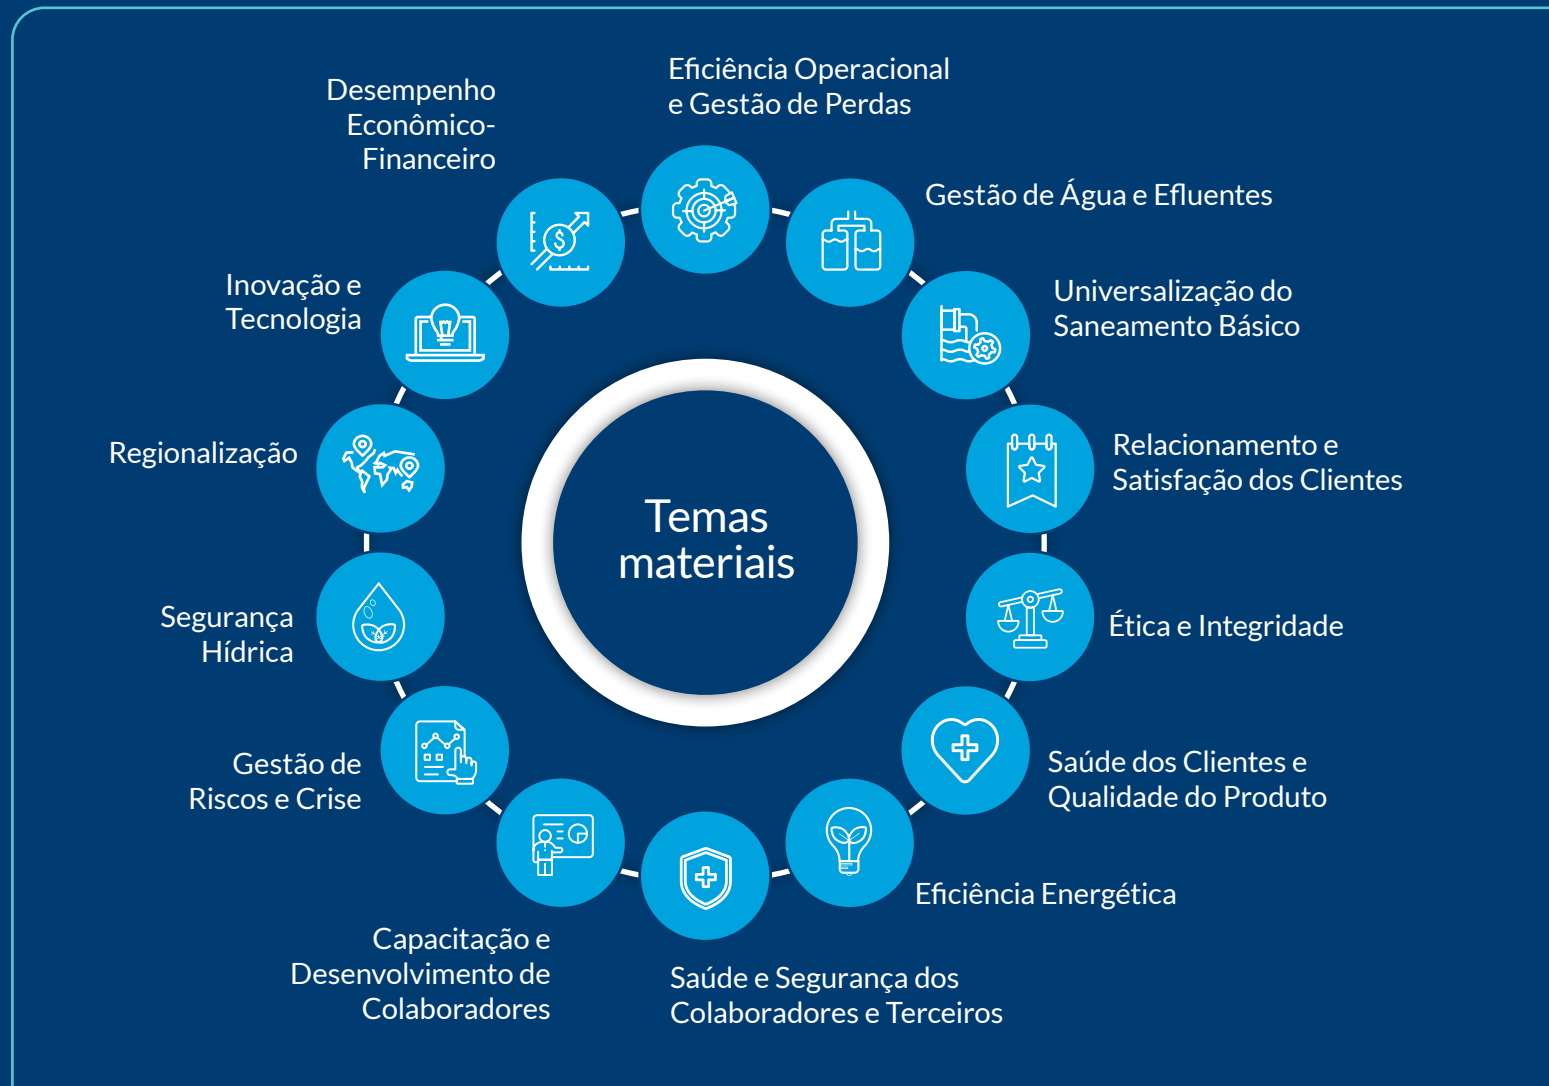 Temas
materiais
Eficiência Operacional
e Gestão de Perdas
Gestão de Água e Efluentes
Universalização do
Saneamento Básico
Relacionamento e
Satisfação dos Clientes
Ética e Integridade
Saúde dos Clientes e
Qualidade do Produto
Eficiência Energética
Saúde e Segurança dos
Colaboradores e Terceiros
Capacitação e
Desenvolvimento de
Colaboradores
Gestão de
Riscos e Crise
Segurança
Hídrica
Regionalização
Inovação e
Tecnologia
Desempenho
Econômico-
Financeiro